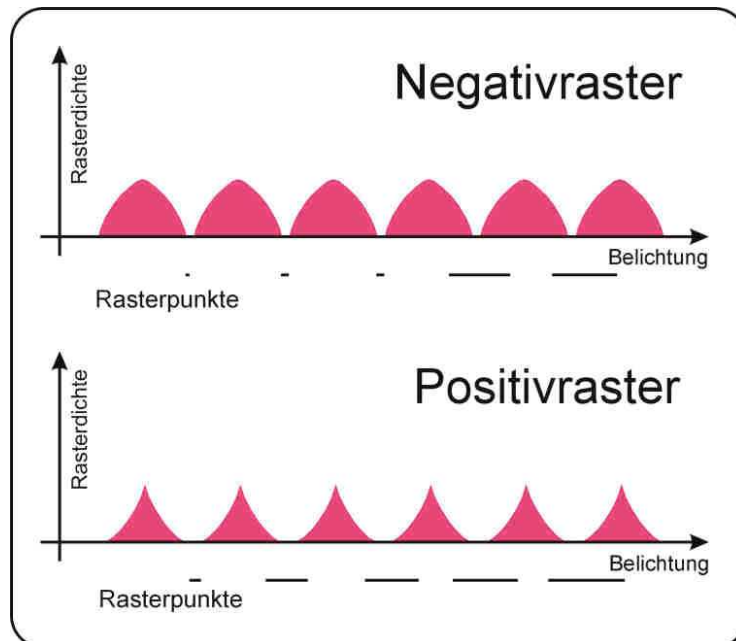 Negativraster
Rasterdichte
Belichtung
Rasterpunkte
Positivraster
Rasterdichte
Belichtung
Rasterpunkte